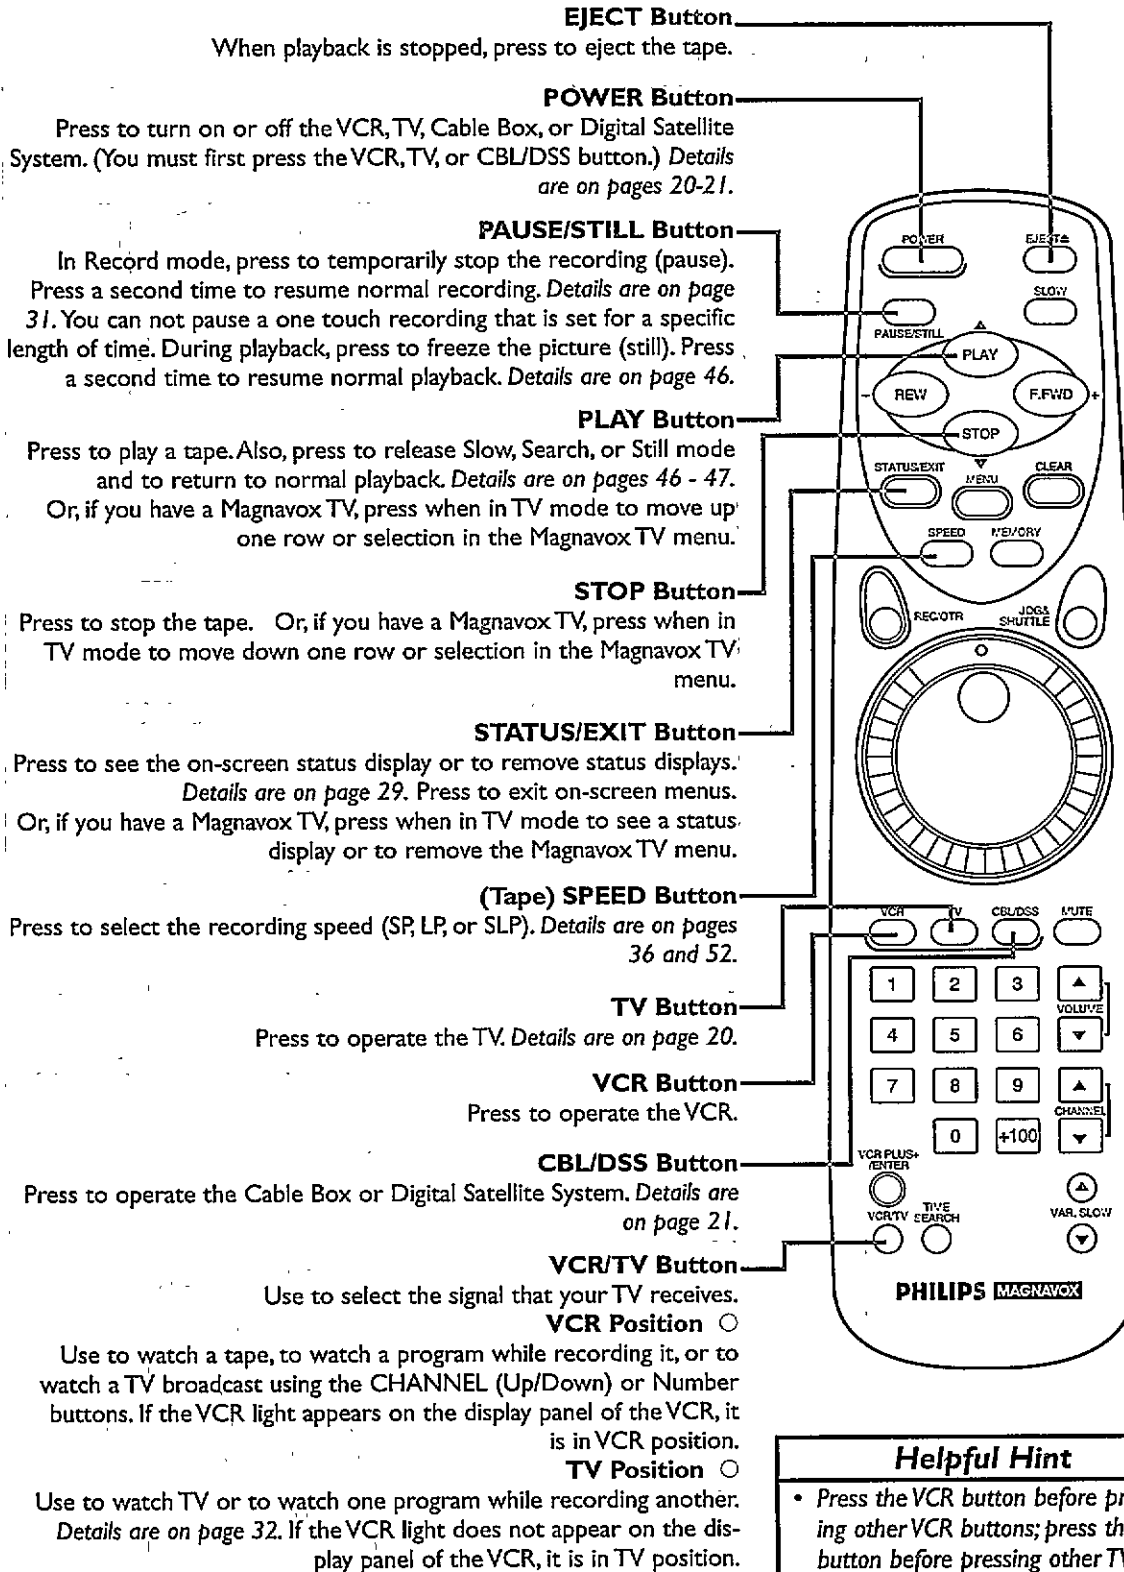 EJECT Button
When playback is stopped, press to eject the tape.
POWER Button
Press to turn on or off the VCR, TV, Cable Box, or Digital Satellite
System. (You must first press the VCR, TV, or CBL/DSS button.) Details
are on pages 20-21.
PAUSE/STILL Button
In Record mode, press to temporarily stop the recording (pause).
Press a second time to resume normal recording. Details are on page
31. You can not pause a one touch recording that is set for a specific
length of time. During playback, press to freeze the picture (still). Press
a second time to resume normal playback. Details are on page 46.
PLAY Button
Press to play a tape. Also, press to release Slow, Search, or Still mode
and to return to normal playback. Details are on pages 46 - 47.
Or, if you have a Magnavox TV, press when in TV mode to move up
one row or selection in the Magnavox TV menu.
STOP Button
Press to stop the tape. Or, if you have a Magnavox TV, press when in
TV mode to move down one row or selection in the Magnavox TV
menu.
STATUS/EXIT Button
Press to see the on-screen status display or to remove status displays.
Details are on page 29. Press to exit on-screen menus.
Or, if you have a Magnavox TV, press when in TV mode to see a status
display or to remove the Magnavox TV menu.
(Tape) SPEED Button
Press to select the recording speed (SP, LP, or SLP). Details are on pages
36 and 52.
TV Button
Press to operate the TV. Details are on page 20.
VCR Button
Press to operate the VCR.
CBL/DSS Button
Press to operate the Cable Box or Digital Satellite System. Details are
on page 21.
VCR/TV Button
Use to select the signal that your TV receives.
VCR Position ○
Use to watch a tape, to watch a program while recording it, or to
watch a TV broadcast using the CHANNEL (Up/Down) or Number
buttons. If the VCR light appears on the display panel of the VCR, it
is in VCR position.
TV Position ○
Use to watch TV or to watch one program while recording another.
Details are on page 32. If the VCR light does not appear on the dis-
play panel of the VCR, it is in TV position.
POWER EJECT▲
SLOW
PAUSE/STILL
PLAY
- REW F.FWD +
STOP
STATUS/EXIT MENU CLEAR
SPEED MEMORY
REC/OTR JOG& SHUTTLE
VCR TV CBL/DSS MUTE
1 2 3 ▲
VOLUME
4 5 6 ▼
7 8 9 ▲
CHANNEL
0 +100 ▼
VCR PLUS+
/ENTER
VCR/TV TIME SEARCH VAR. SLOW
PHILIPS MAGNAVOX
Helpful Hint
• Press the VCR button before pr
ing other VCR buttons; press th
button before pressing other TV